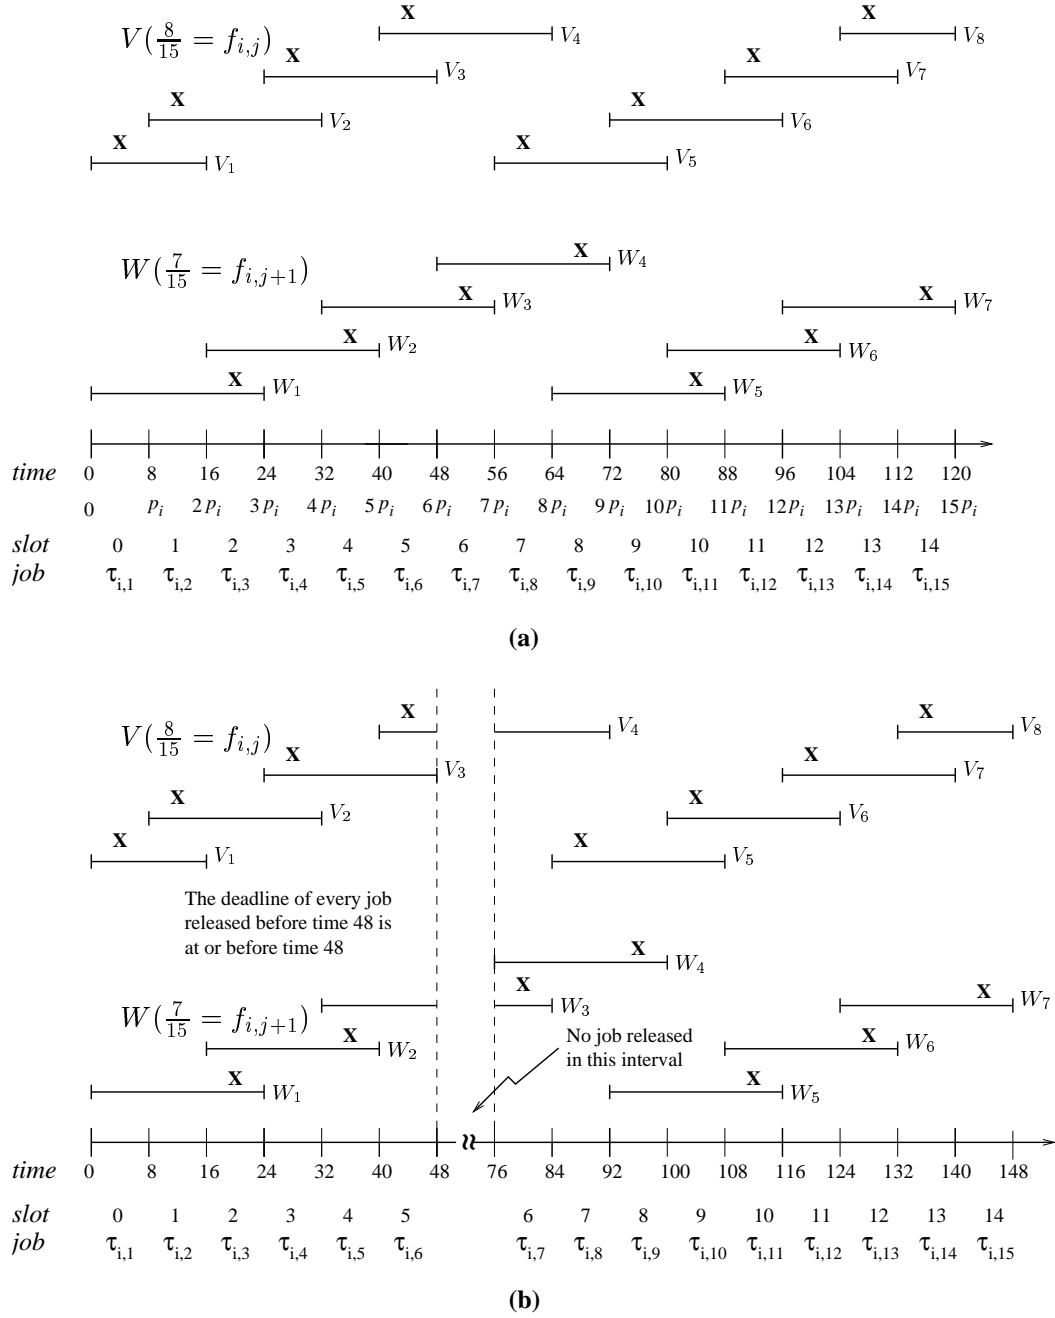 X X
V(8/15 = f_{i,j}) V_4 V_8
X X
V_3 V_7
X X
V_2 V_6
X X
V_1 V_5
X
W(7/15 = f_{i,j+1}) W_4
X X
W_3 W_7
X X
W_2 W_6
X X
W_1 W_5
time 0 8 16 24 32 40 48 56 64 72 80 88 96 104 112 120
0 p_i 2p_i 3p_i 4p_i 5p_i 6p_i 7p_i 8p_i 9p_i 10p_i 11p_i 12p_i 13p_i 14p_i 15p_i
slot 0 1 2 3 4 5 6 7 8 9 10 11 12 13 14
job τ_{i,1} τ_{i,2} τ_{i,3} τ_{i,4} τ_{i,5} τ_{i,6} τ_{i,7} τ_{i,8} τ_{i,9} τ_{i,10} τ_{i,11} τ_{i,12} τ_{i,13} τ_{i,14} τ_{i,15}
(a)
X X
V(8/15 = f_{i,j}) V_4 V_8
X X
V_3 V_7
X X
V_2 V_6
X X
V_1 V_5
The deadline of every job
released before time 48 is
at or before time 48
X
W_4
X X
W(7/15 = f_{i,j+1}) W_3 W_7
No job released
in this interval
X X
W_2 W_6
X X
W_1 W_5
≈
time 0 8 16 24 32 40 48 76 84 92 100 108 116 124 132 140 148
slot 0 1 2 3 4 5 6 7 8 9 10 11 12 13 14
job τ_{i,1} τ_{i,2} τ_{i,3} τ_{i,4} τ_{i,5} τ_{i,6} τ_{i,7} τ_{i,8} τ_{i,9} τ_{i,10} τ_{i,11} τ_{i,12} τ_{i,13} τ_{i,14} τ_{i,15}
(b)